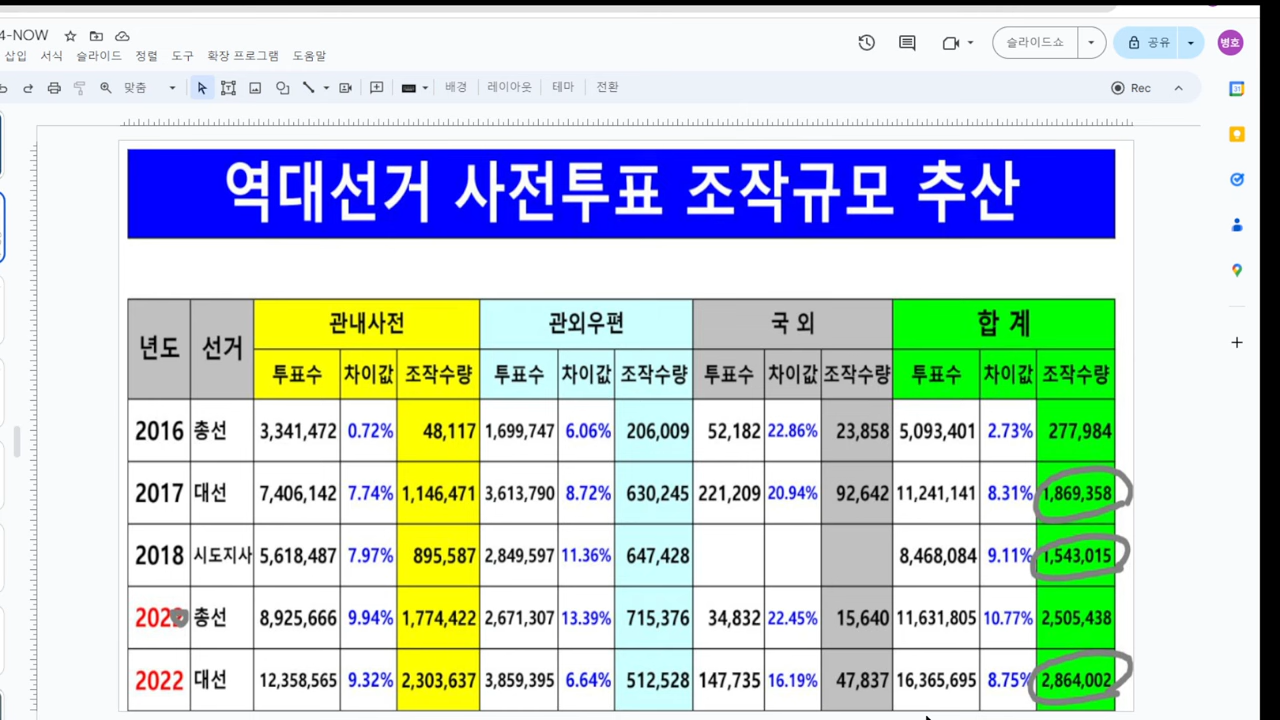 4-NOW
삽입 서식 슬라이드 정렬 도구 확장 프로그램 도움말
슬라이드쇼 공유 병호
맞춤 배경 레이아웃 테마 전환 Rec
31
역대선거 사전투표 조작규모 추산
년도 선거 관내사전 관외우편 국 외 합 계
투표수 차이값 조작수량 투표수 차이값 조작수량 투표수 차이값 조작수량 투표수 차이값 조작수량
2016 총선 3,341,472 0.72% 48,117 1,699,747 6.06% 206,009 52,182 22.86% 23,858 5,093,401 2.73% 277,984
2017 대선 7,406,142 7.74% 1,146,471 3,613,790 8.72% 630,245 221,209 20.94% 92,642 11,241,141 8.31% 1,869,358
2018 시도지사 5,618,487 7.97% 895,587 2,849,597 11.36% 647,428 8,468,084 9.11% 1,543,015
총선 8,925,666 9.94% 1,774,422 2,671,307 13.39% 715,376 34,832 22.45% 15,640 11,631,805 10.77% 2,505,438
2022 대선 12,358,565 9.32% 2,303,637 3,859,395 6.64% 512,528 147,735 16.19% 47,837 16,365,695 8.75% 2,864,002